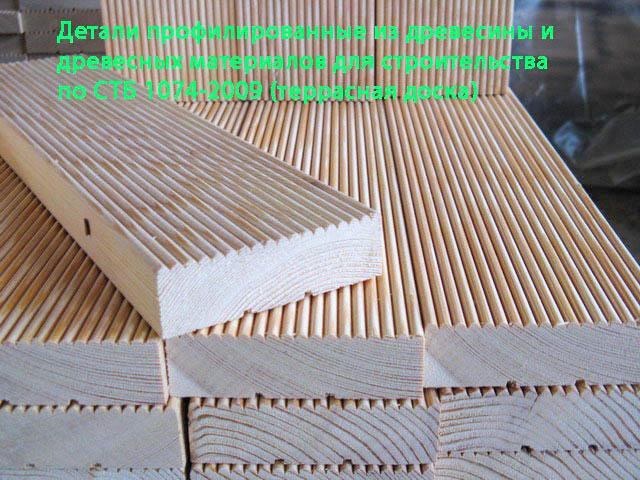 Детали профилированные из древесины и
древесных материалов для строительства
по СТБ 1074-2009 (террасная доска)